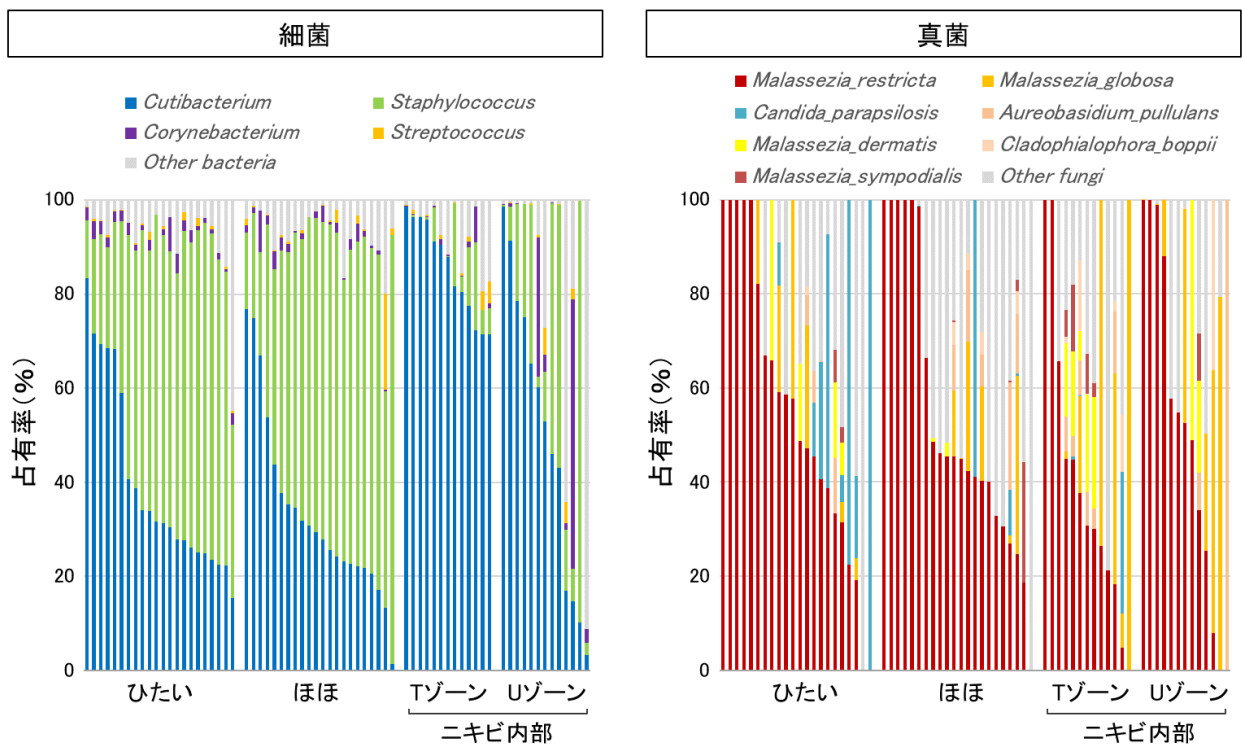 細菌
Cutibacterium
Staphylococcus
Corynebacterium
Streptococcus
Other bacteria
占有率(%)
100
80
60
40
20
0
ひたい
ほほ
Tゾーン
Uゾーン
ニキビ内部
真菌
Malassezia_restricta
Malassezia_globosa
Candida_parapsilosis
Aureobasidium_pullulans
Malassezia_dermatis
Cladophialophora_boppii
Malassezia_sympodialis
Other fungi
占有率(%)
100
80
60
40
20
0
ひたい
ほほ
Tゾーン
Uゾーン
ニキビ内部